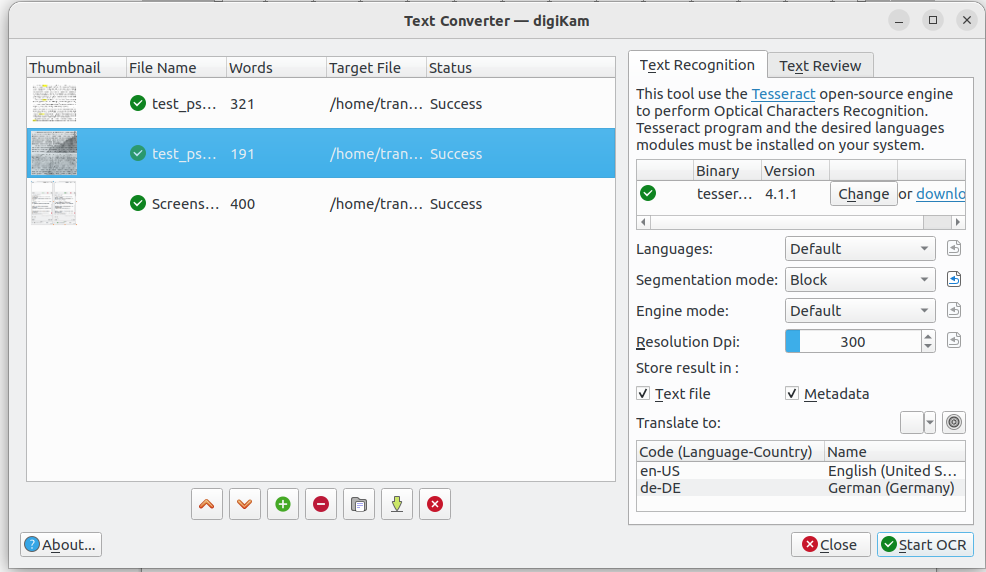 Text Converter — digiKam
Thumbnail File Name Words Target File Status
test_ps... 321 /home/tran... Success
test_ps... 191 /home/tran... Success
Screens... 400 /home/tran... Success
About...
Text Recognition Text Review
This tool use the Tesseract open-source engine
to perform Optical Characters Recognition.
Tesseract program and the desired languages
modules must be installed on your system.
Binary Version
tesser... 4.1.1 Change or downlo
Languages: Default
Segmentation mode: Block
Engine mode: Default
Resolution Dpi: 300
Store result in :
Text file Metadata
Translate to:
Code (Language-Country) Name
en-US English (United S...
de-DE German (Germany)
Close Start OCR